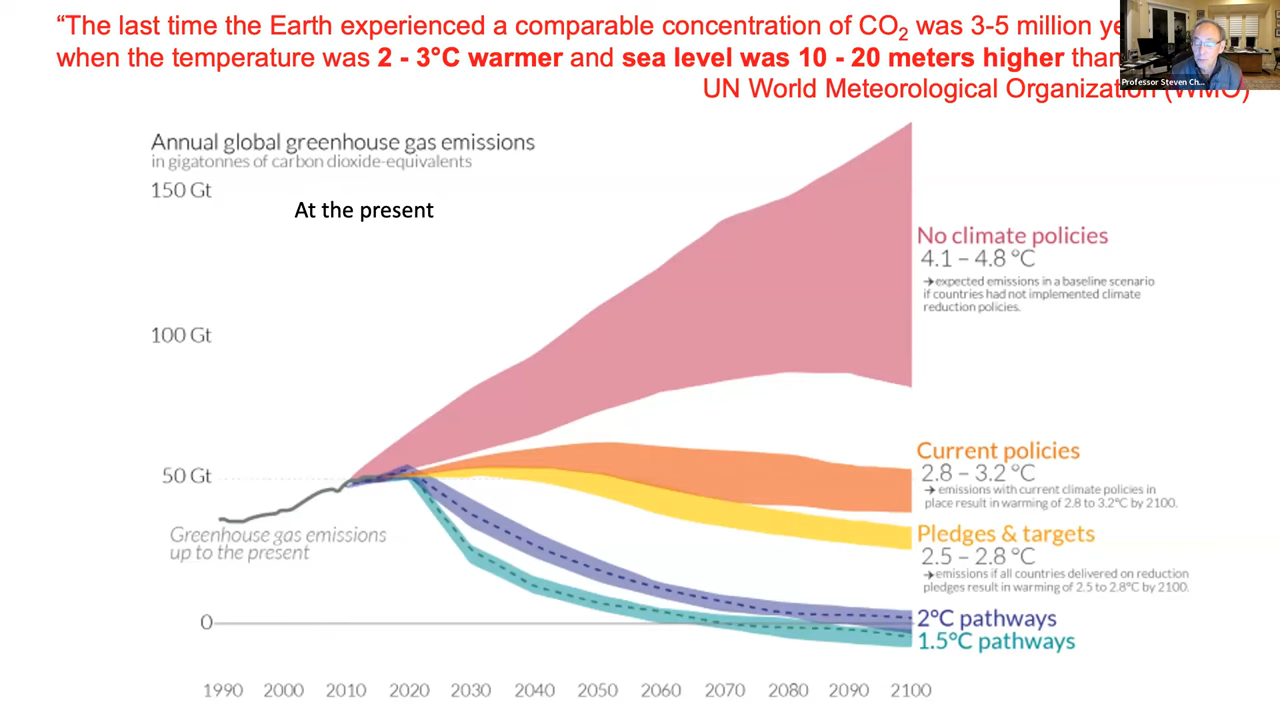 “The last time the Earth experienced a comparable concentration of CO₂ was 3-5 million
when the temperature was 2 - 3°C warmer and sea level was 10 - 20 meters higher than
UN World Meteorological Organization (WMO)
Professor Steven Ch...
Annual global greenhouse gas emissions
in gigatonnes of carbon dioxide-equivalents
150 Gt
At the present
No climate policies
4.1 – 4.8 °C
→expected emissions in a baseline scenario
if countries had not implemented climate
reduction policies.
100 Gt
Current policies
2.8 – 3.2 °C
→ emissions with current climate policies in
place result in warming of 2.8 to 3.2°C by 2100.
50 Gt
Greenhouse gas emissions
up to the present
Pledges & targets
2.5 – 2.8 °C
→emissions if all countries delivered on reduction
pledges result in warming of 2.5 to 2.8°C by 2100.
2°C pathways
0
1.5°C pathways
1990 2000 2010 2020 2030 2040 2050 2060 2070 2080 2090 2100